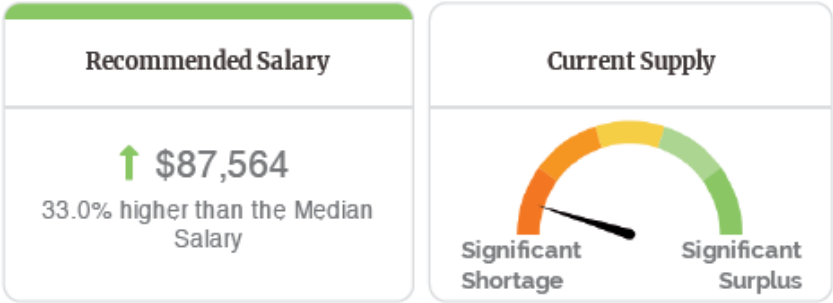 Recommended Salary
$87,564
33.0% higher than the Median
Salary
Current Supply
Significant
Shortage
Significant
Surplus